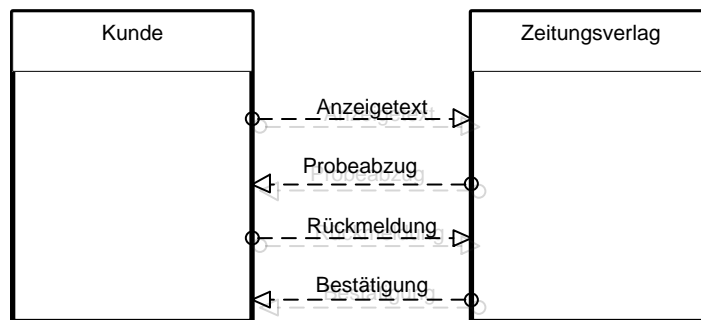 Kunde
Zeitungsverlag
Anzeigetext
Probeabzug
Rückmeldung
Bestätigung